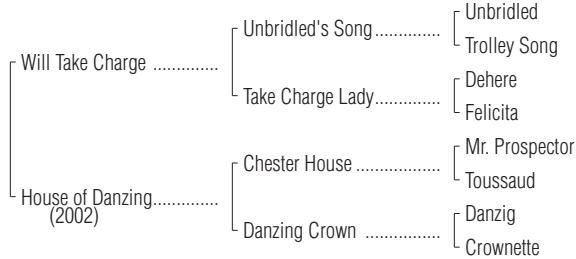 Unbridled
Unbridled's Song..............
Trolley Song
Will Take Charge ..............
Dehere
Take Charge Lady..............
Felicita
Mr. Prospector
Chester House ..................
Toussaud
House of Danzing..............
(2002)
Danzig
Danzing Crown ................
Crownette